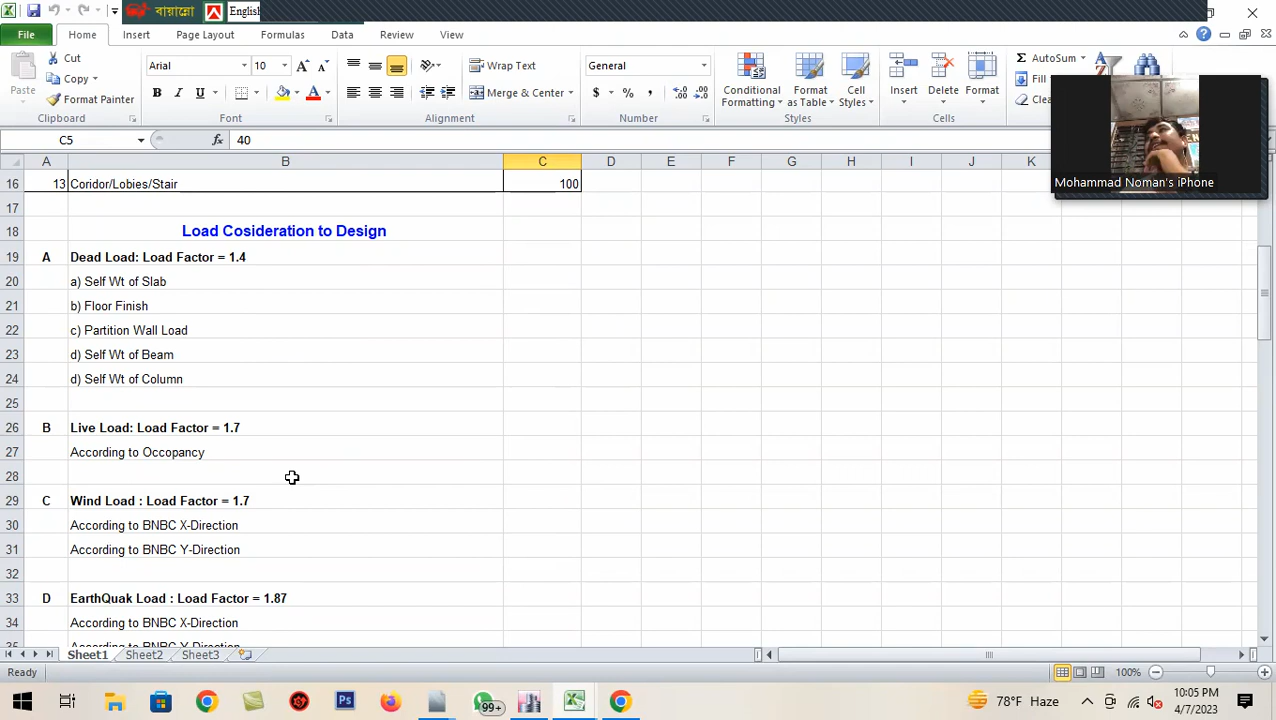 বায়ান্নো English
File Home Insert Page Layout Formulas Data Review View
Cut
Copy
Format Painter
Paste
Clipboard
Arial 10
B I U
Font
Wrap Text
Merge & Center
Alignment
General
$ % ,
Number
Conditional Formatting
Format as Table
Cell Styles
Styles
Insert Delete Format
Cells
Σ AutoSum
Fill
Mohammad Noman's iPhone
C5 fx 40
A B C D E F G H I J K
16 13 Coridor/Lobies/Stair 100
17
18 Load Cosideration to Design
19 A Dead Load: Load Factor = 1.4
20 a) Self Wt of Slab
21 b) Floor Finish
22 c) Partition Wall Load
23 d) Self Wt of Beam
24 d) Self Wt of Column
25
26 B Live Load: Load Factor = 1.7
27 According to Occopancy
28
29 C Wind Load : Load Factor = 1.7
30 According to BNBC X-Direction
31 According to BNBC Y-Direction
32
33 D EarthQuak Load : Load Factor = 1.87
34 According to BNBC X-Direction
35 According to BNBC Y-Direction
Sheet1 Sheet2 Sheet3
Ready 100%
99+ 78°F Haze 10:05 PM
4/7/2023